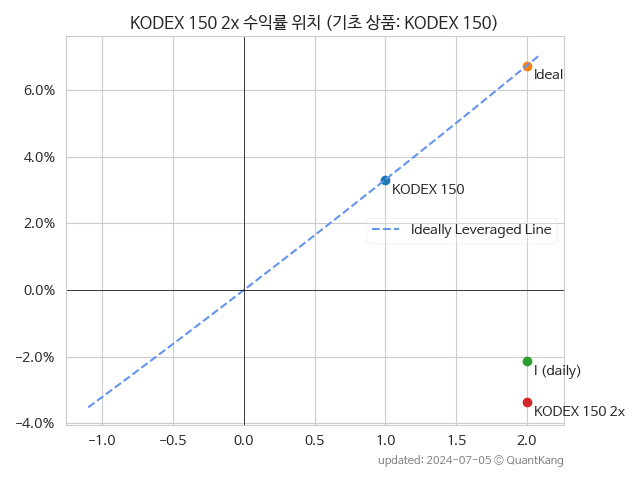 KODEX 150 2x 수익률 위치 (기초 상품: KODEX 150)
6.0%
4.0%
2.0%
0.0%
−2.0%
−4.0%
Ideal
KODEX 150
Ideally Leveraged Line
I (daily)
KODEX 150 2x
−1.0 −0.5 0.0 0.5 1.0 1.5 2.0
updated: 2024-07-05 © QuantKang